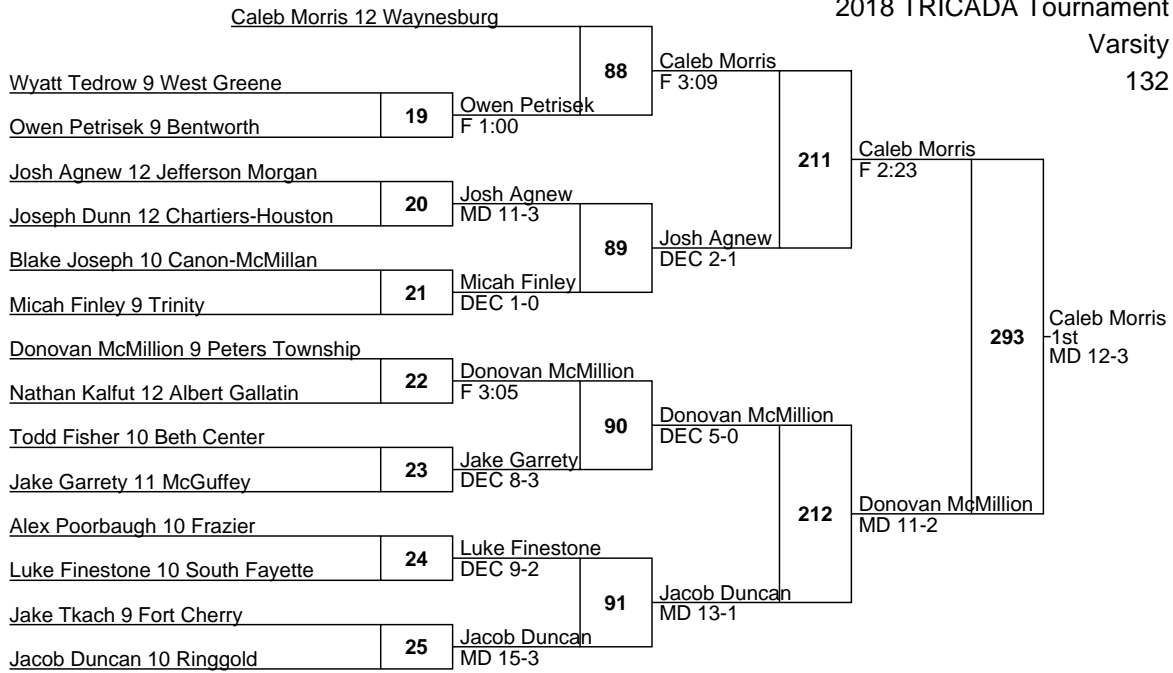 2018 TRICADA Tournament
Varsity
132
Caleb Morris 12 Waynesburg
88
Caleb Morris
F 3:09
Wyatt Tedrow 9 West Greene
19
Owen Petrisek
F 1:00
Owen Petrisek 9 Bentworth
211
Caleb Morris
F 2:23
Josh Agnew 12 Jefferson Morgan
20
Josh Agnew
MD 11-3
Joseph Dunn 12 Chartiers-Houston
89
Josh Agnew
DEC 2-1
Blake Joseph 10 Canon-McMillan
21
Micah Finley
DEC 1-0
Micah Finley 9 Trinity
293
Caleb Morris
1st
MD 12-3
Donovan McMillion 9 Peters Township
22
Donovan McMillion
F 3:05
Nathan Kalfut 12 Albert Gallatin
90
Donovan McMillion
DEC 5-0
Todd Fisher 10 Beth Center
23
Jake Garrety
DEC 8-3
Jake Garrety 11 McGuffey
212
Donovan McMillion
MD 11-2
Alex Poorbaugh 10 Frazier
24
Luke Finestone
DEC 9-2
Luke Finestone 10 South Fayette
91
Jacob Duncan
MD 13-1
Jake Tkach 9 Fort Cherry
25
Jacob Duncan
MD 15-3
Jacob Duncan 10 Ringgold